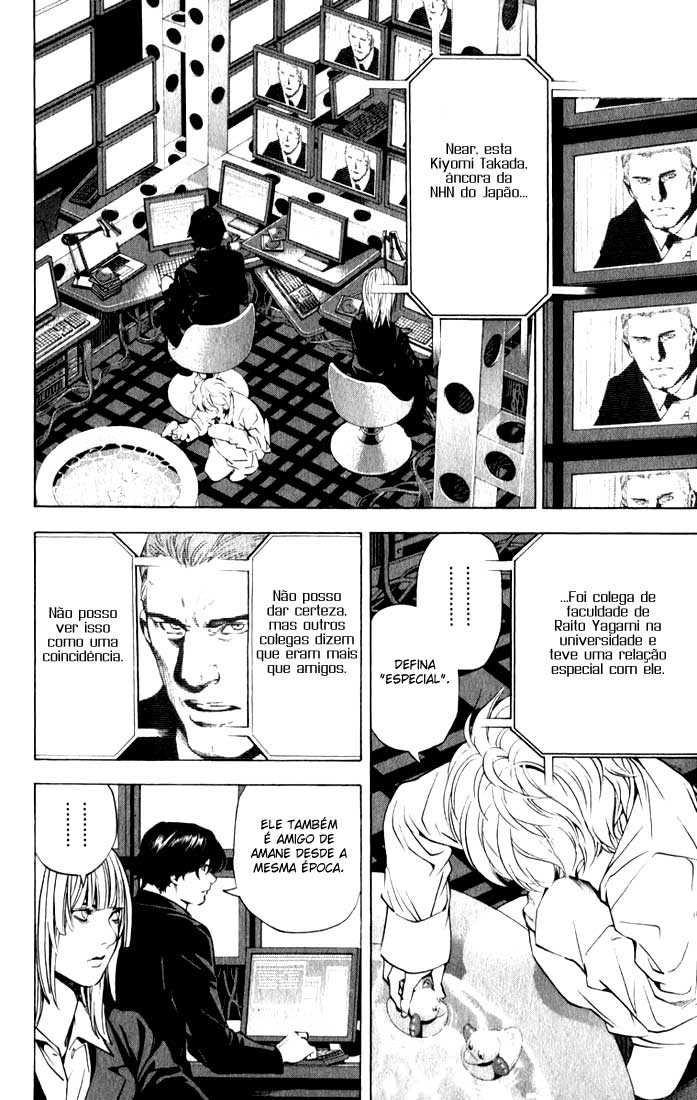 Near, esta
Kiyomi Takada,
âncora da
NHN do Japão...
...Foi colega de
faculdade de
Raito Yagami na
universidade e
teve uma relação
especial com ele.
.......
DEFINA
"ESPECIAL".
Não posso
dar certeza,
mas outros
colegas dizem
que eram mais
que amigos.
Não posso
ver isso
como uma
coincidência.
ELE TAMBÉM
É AMIGO DE
AMANE DESDE A
MESMA ÉPOCA.
.......